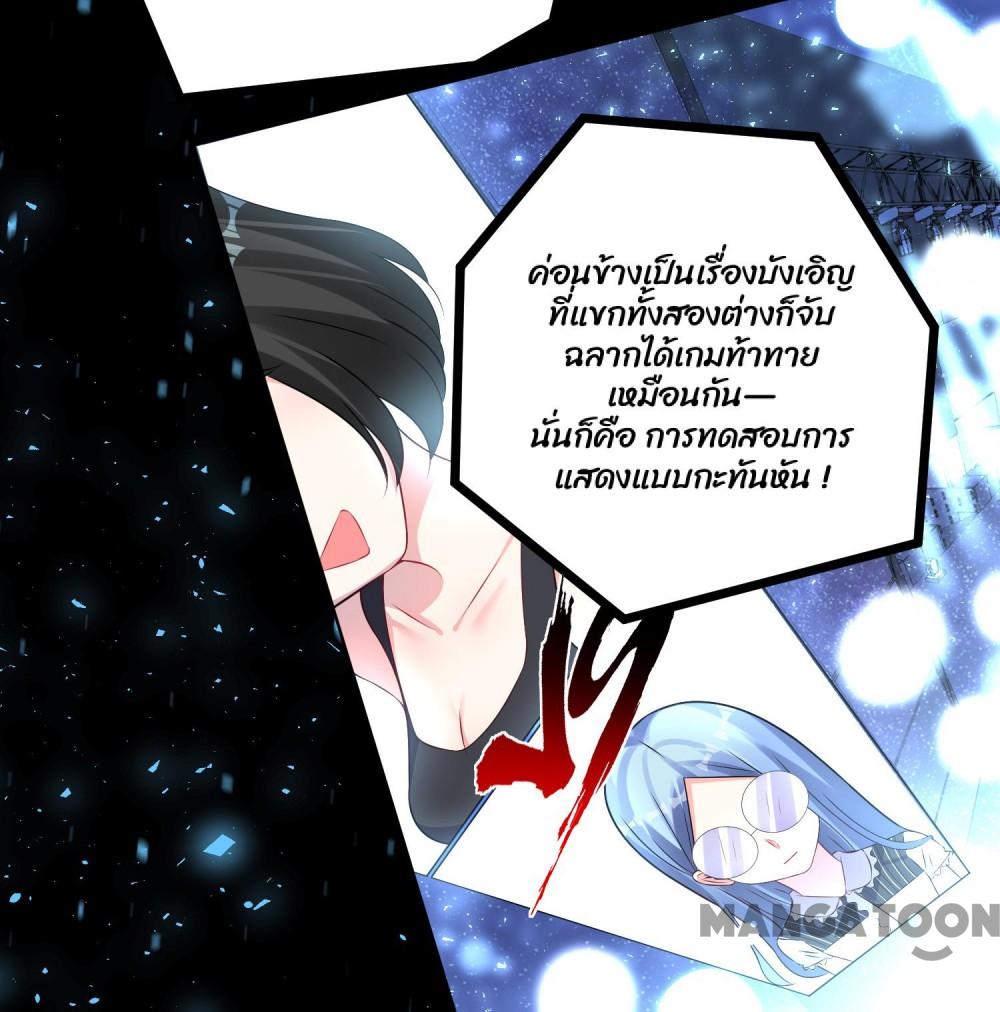 ค่อนข้างเป็นเรื่องบังเอิญ
ที่แขกทั้งสองต่างก็จับ
ฉลากได้เกมท้าทาย
เหมือนกัน—
นั่นก็คือ การทดสอบการ
แสดงแบบกะทันหัน !
VS
MANGATOON